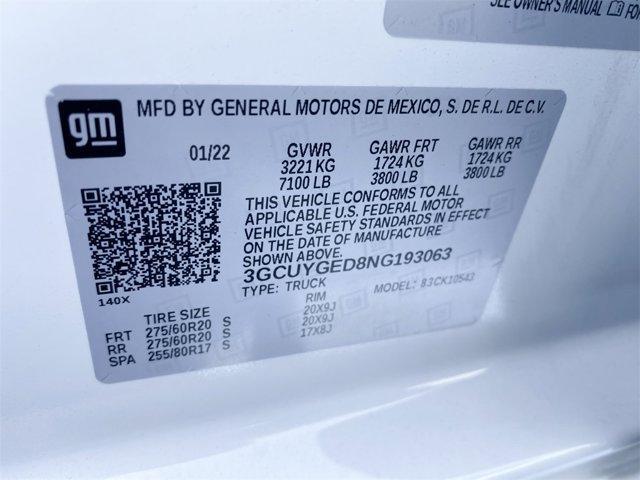 SEE OWNER'S MANUAL
gm
MFD BY GENERAL MOTORS DE MEXICO, S. DE R.L. DE C.V.
01/22 GVWR GAWR FRT GAWR RR
3221 KG 1724 KG 1724 KG
7100 LB 3800 LB 3800 LB
THIS VEHICLE CONFORMS TO ALL
APPLICABLE U.S. FEDERAL MOTOR
VEHICLE SAFETY STANDARDS IN EFFECT
ON THE DATE OF MANUFACTURE
SHOWN ABOVE.
3GCUYGED8NG193063
TYPE: TRUCK MODEL: 83CK10543
140X
TIRE SIZE RIM
FRT 275/60R20 S 20X9J
RR 275/60R20 S 20X9J
SPA 255/80R17 S 17X8J